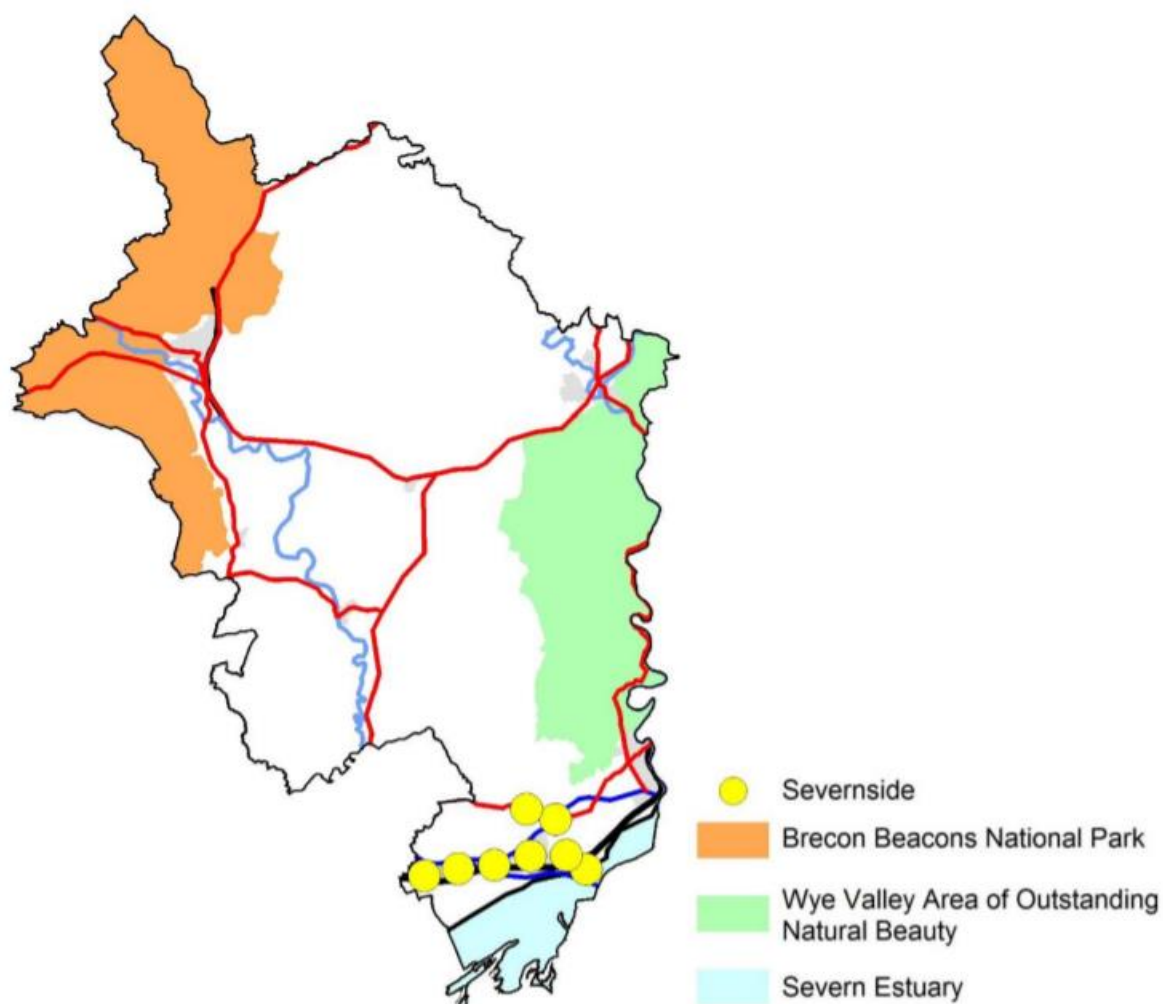 Severnside
Brecon Beacons National Park
Wye Valley Area of Outstanding
Natural Beauty
Severn Estuary